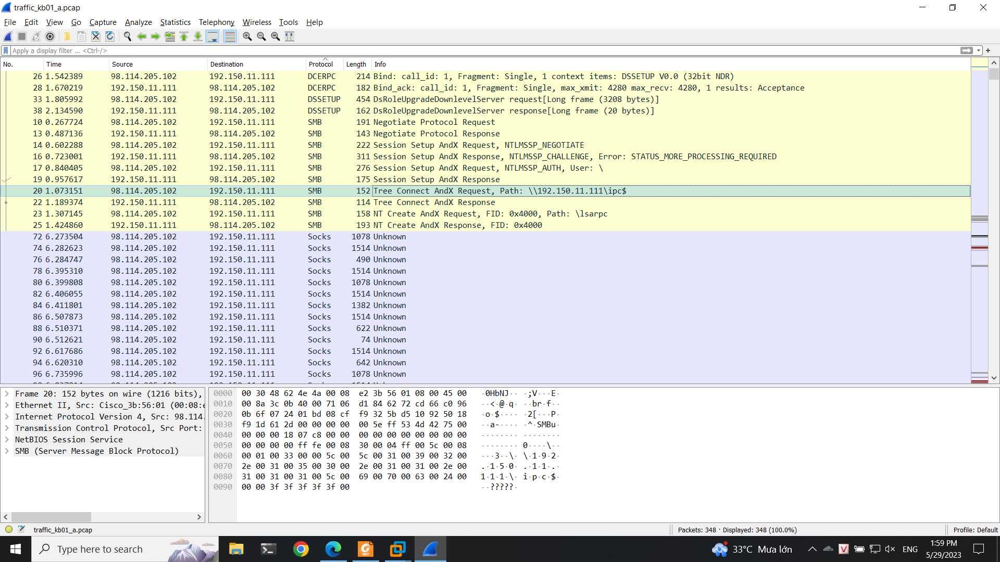 traffic_kb01_a.pcap
File Edit View Go Capture Analyze Statistics Telephony Wireless Tools Help
Apply a display filter ... <Ctrl-/>
No. Time Source Destination Protocol Length Info
26 1.542389 98.114.205.102 192.150.11.111 DCERPC 214 Bind: call_id: 1, Fragment: Single, 1 context items: DSSETUP V0.0 (32bit NDR)
28 1.670219 192.150.11.111 98.114.205.102 DCERPC 182 Bind_ack: call_id: 1, Fragment: Single, max_xmit: 4280 max_recv: 4280, 1 results: Acceptance
33 1.805992 98.114.205.102 192.150.11.111 DSSETUP 454 DsRoleUpgradeDownlevelServer request[Long frame (3208 bytes)]
38 2.134590 192.150.11.111 98.114.205.102 DSSETUP 162 DsRoleUpgradeDownlevelServer response[Long frame (20 bytes)]
10 0.267724 98.114.205.102 192.150.11.111 SMB 191 Negotiate Protocol Request
13 0.487136 192.150.11.111 98.114.205.102 SMB 143 Negotiate Protocol Response
14 0.602288 98.114.205.102 192.150.11.111 SMB 222 Session Setup AndX Request, NTLMSSP_NEGOTIATE
16 0.723001 192.150.11.111 98.114.205.102 SMB 311 Session Setup AndX Response, NTLMSSP_CHALLENGE, Error: STATUS_MORE_PROCESSING_REQUIRED
17 0.840405 98.114.205.102 192.150.11.111 SMB 276 Session Setup AndX Request, NTLMSSP_AUTH, User: \
19 0.957617 192.150.11.111 98.114.205.102 SMB 175 Session Setup AndX Response
20 1.073151 98.114.205.102 192.150.11.111 SMB 152 Tree Connect AndX Request, Path: \\192.150.11.111\ipc$
22 1.189374 192.150.11.111 98.114.205.102 SMB 114 Tree Connect AndX Response
23 1.307145 98.114.205.102 192.150.11.111 SMB 158 NT Create AndX Request, FID: 0x4000, Path: \lsarpc
25 1.424860 192.150.11.111 98.114.205.102 SMB 193 NT Create AndX Response, FID: 0x4000
72 6.273504 98.114.205.102 192.150.11.111 Socks 1078 Unknown
74 6.282623 98.114.205.102 192.150.11.111 Socks 1514 Unknown
76 6.284747 98.114.205.102 192.150.11.111 Socks 490 Unknown
78 6.395310 98.114.205.102 192.150.11.111 Socks 1514 Unknown
80 6.399808 98.114.205.102 192.150.11.111 Socks 1078 Unknown
82 6.406055 98.114.205.102 192.150.11.111 Socks 1514 Unknown
84 6.411801 98.114.205.102 192.150.11.111 Socks 1382 Unknown
86 6.507873 98.114.205.102 192.150.11.111 Socks 1514 Unknown
88 6.510371 98.114.205.102 192.150.11.111 Socks 622 Unknown
90 6.512621 98.114.205.102 192.150.11.111 Socks 74 Unknown
92 6.617686 98.114.205.102 192.150.11.111 Socks 1514 Unknown
94 6.620310 98.114.205.102 192.150.11.111 Socks 642 Unknown
96 6.735996 98.114.205.102 192.150.11.111 Socks 1078 Unknown
Frame 20: 152 bytes on wire (1216 bits),
Ethernet II, Src: Cisco_3b:56:01 (00:08:e
Internet Protocol Version 4, Src: 98.114.
Transmission Control Protocol, Src Port:
NetBIOS Session Service
SMB (Server Message Block Protocol)
0000 00 30 48 62 4e 4a 00 08 e2 3b 56 01 08 00 45 00 ·0HbNJ·· ·;V···E·
0010 00 8a 3c 0b 40 00 71 06 d1 84 62 72 cd 66 c0 96 ··<·@·q· ··br·f··
0020 0b 6f 07 24 01 bd 08 cf f9 32 5b d5 10 92 50 18 ·o·$···· ·2[···P·
0030 f9 1d 61 2d 00 00 00 00 00 5e ff 53 4d 42 75 00 ··a-···· ·^·SMBu·
0040 00 00 00 18 07 c8 00 00 00 00 00 00 00 00 00 00 ········ ········
0050 00 00 00 00 ff fe 00 08 30 00 04 ff 00 5c 00 08 ········ 0····\··
0060 00 01 00 33 00 00 5c 00 5c 00 31 00 39 00 32 00 ···3··\· \·1·9·2·
0070 2e 00 31 00 35 00 30 00 2e 00 31 00 31 00 2e 00 .·1·5·0· .·1·1·.·
0080 31 00 31 00 31 00 5c 00 69 00 70 00 63 00 24 00 1·1·1·\· i·p·c·$·
0090 00 00 3f 3f 3f 3f 3f 00 ··?????·
traffic_kb01_a.pcap
Packets: 348 · Displayed: 348 (100.0%)
Profile: Default
Type here to search
PDF
33°C Mưa lớn
V
ENG
1:59 PM
5/29/2023